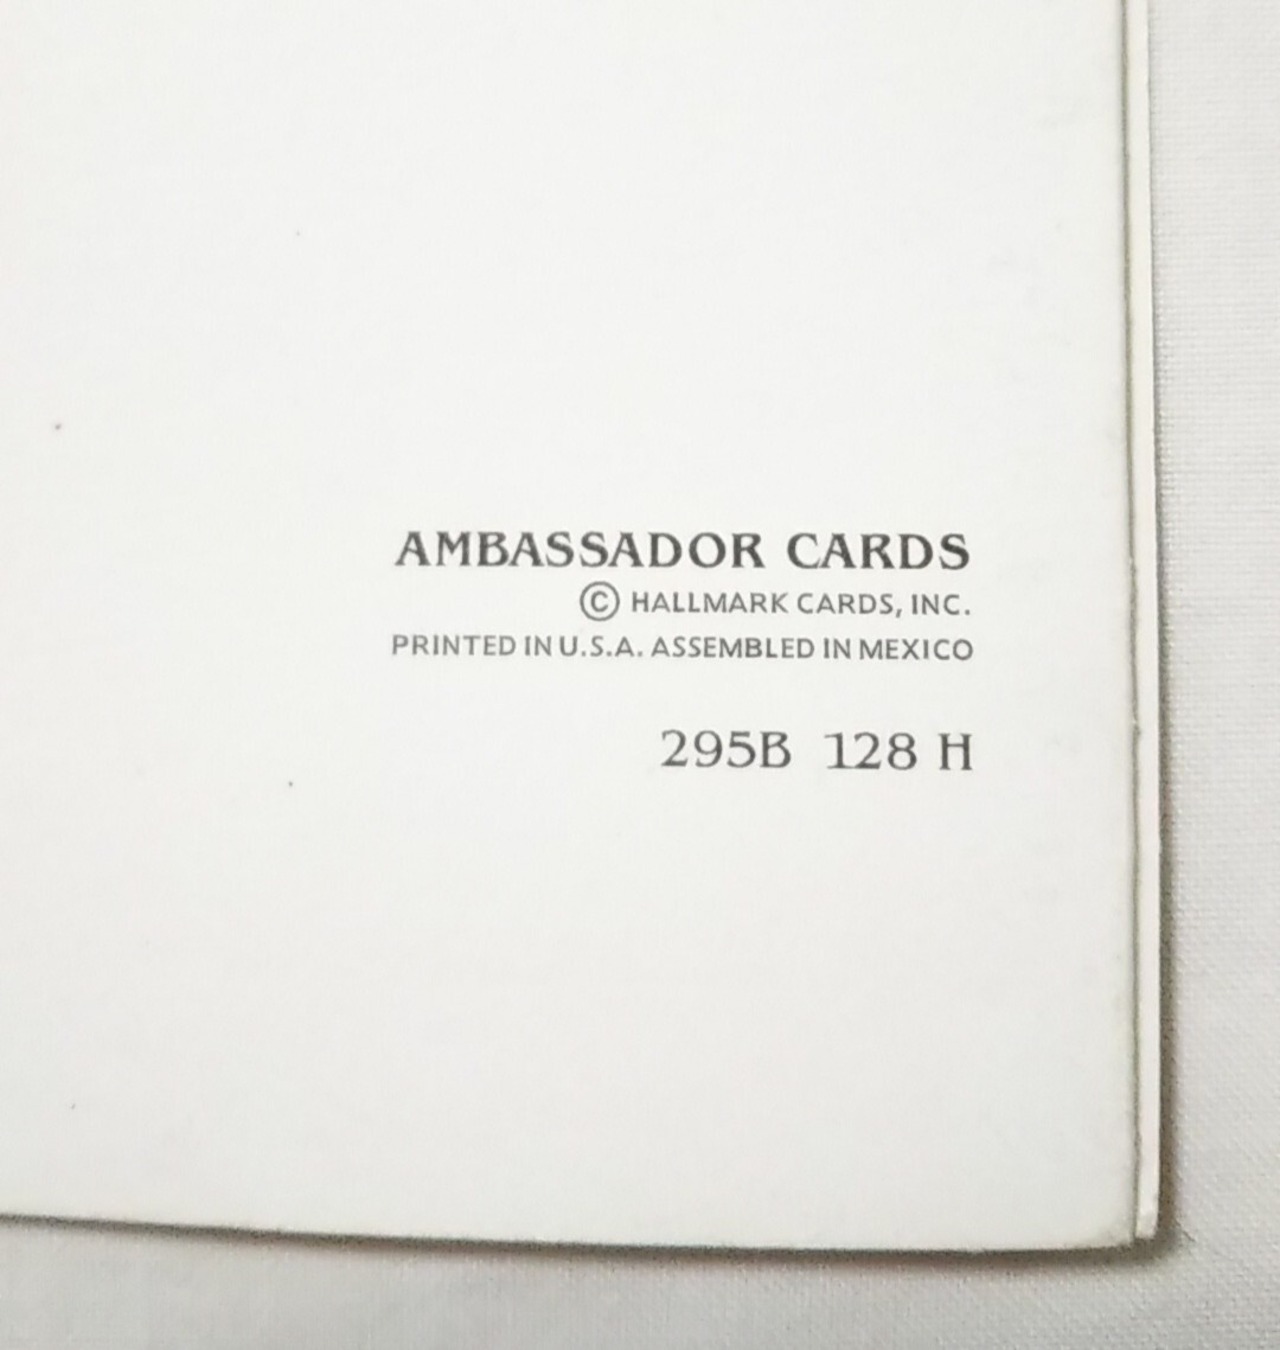 AMBASSADOR CARDS
© HALLMARK CARDS, INC.
PRINTED IN U.S.A. ASSEMBLED IN MEXICO
295B 128 H